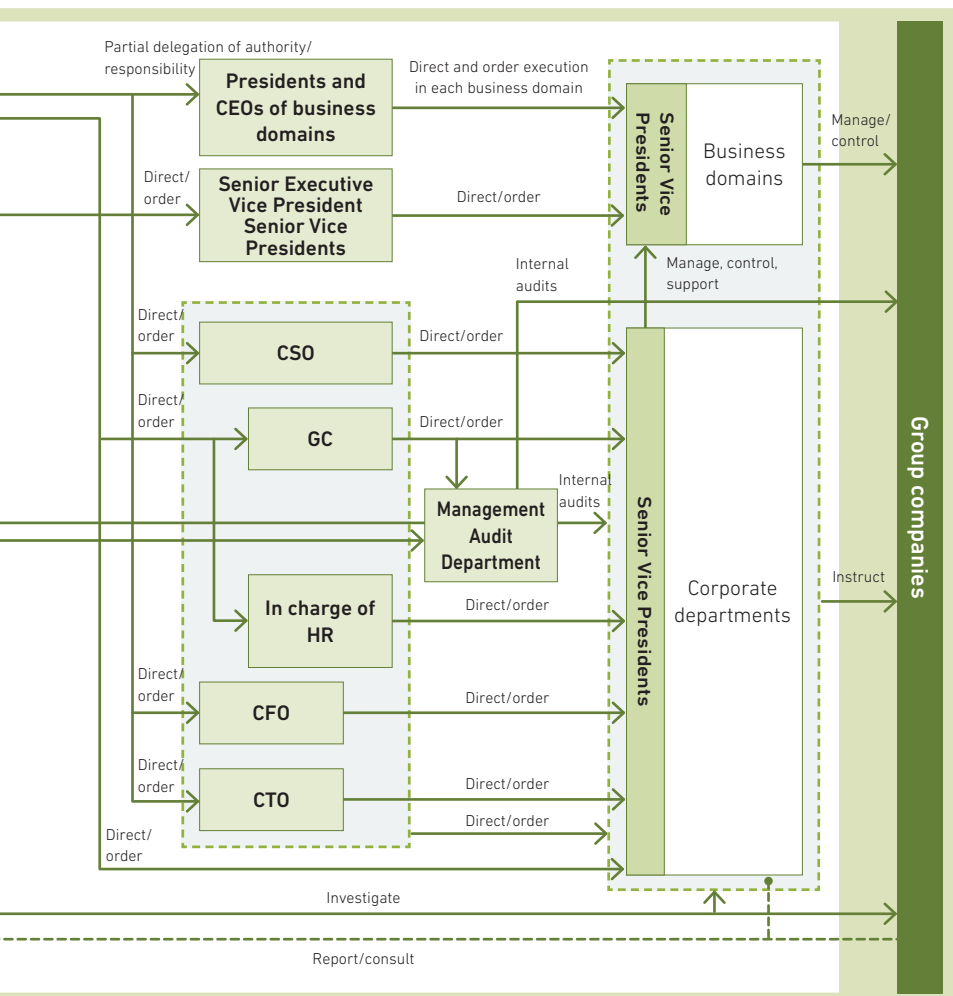 Partial delegation of authority/
responsibility
Presidents and
CEOs of business
domains
Direct and order execution
in each business domain
Senior Vice
Presidents
Business
domains
Manage/
control
Direct/
order
Senior Executive
Vice President
Senior Vice
Presidents
Direct/order
Internal
audits
Manage, control,
support
Direct/
order
CSO
Direct/order
Direct/
order
GC
Direct/order
Management
Audit
Department
Internal
audits
Senior Vice Presidents
Corporate
departments
Instruct
Group companies
In charge of
HR
Direct/order
Direct/
order
CFO
Direct/order
Direct/
order
CTO
Direct/order
Direct/order
Direct/
order
Investigate
Report/consult